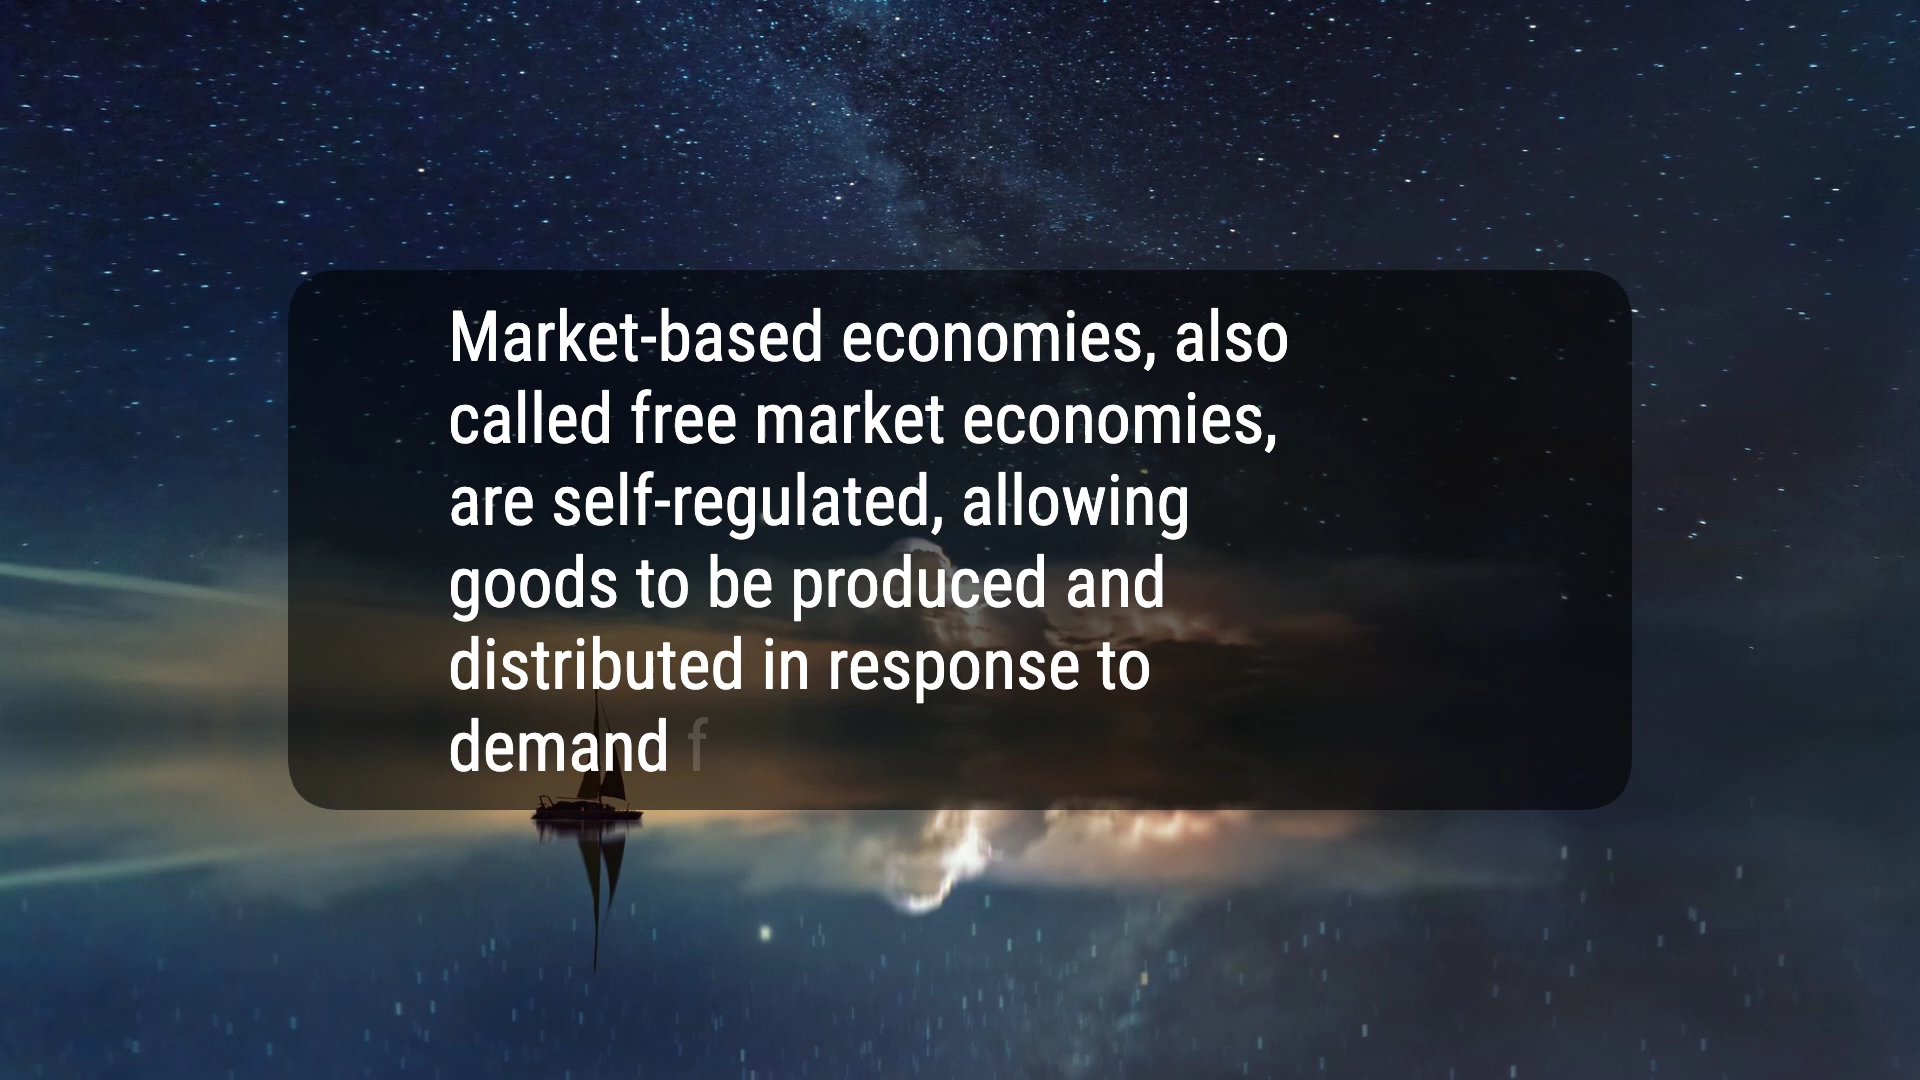 Market-based economies, also
called free market economies,
are self-regulated, allowing
goods to be produced and
distributed in response to
demand f